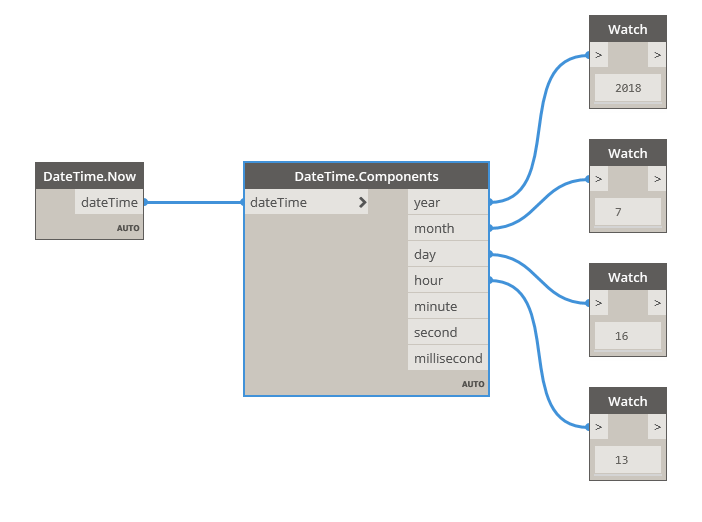 DateTime.Now
dateTime
AUTO
DateTime.Components
dateTime
year
month
day
hour
minute
second
millisecond
AUTO
Watch
> >
2018
Watch
> >
7
Watch
> >
16
Watch
> >
13